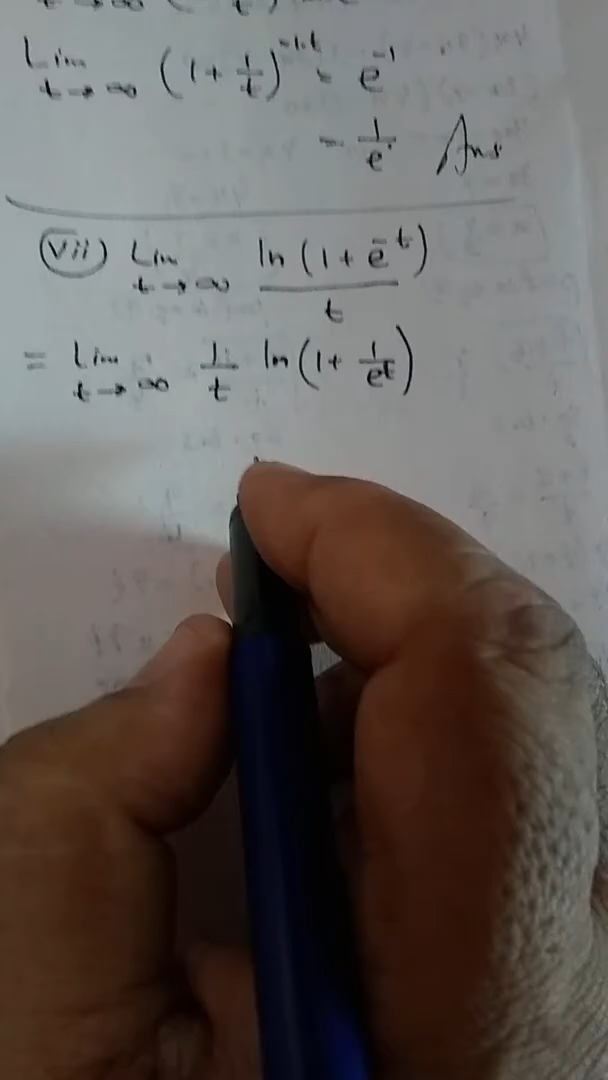 Lim t→∞ (1 + 1/t)^-1.t = e^-1
= 1/e. Ans
(vii) Lim t→∞ ln(1 + e^-t)/t
= Lim t→∞ 1/t ln(1 + 1/e^t)